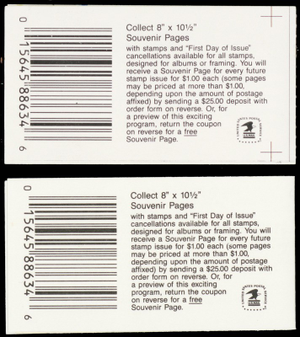 Collect 8" x 10½"
Souvenir Pages
with stamps and "First Day of Issue"
cancellations available for all stamps,
designed for albums or framing. You will
receive a Souvenir Page for every future
stamp issue for $1.00 each (some pages
may be priced at more than $1.00,
depending upon the amount of postage
affixed) by sending a $25.00 deposit with
order form on reverse. Or, for
a preview of this exciting
program, return the coupon
on reverse for a free
Souvenir Page.
0 15645 88634 6
Collect 8" x 10½"
Souvenir Pages
with stamps and "First Day of Issue"
cancellations available for all stamps,
designed for albums or framing. You will
receive a Souvenir Page for every future
stamp issue for $1.00 each (some pages
may be priced at more than $1.00,
depending upon the amount of postage
affixed) by sending a $25.00 deposit with
order form on reverse. Or, for
a preview of this exciting
program, return the coupon
on reverse for a free
Souvenir Page.
0 15645 88634 6